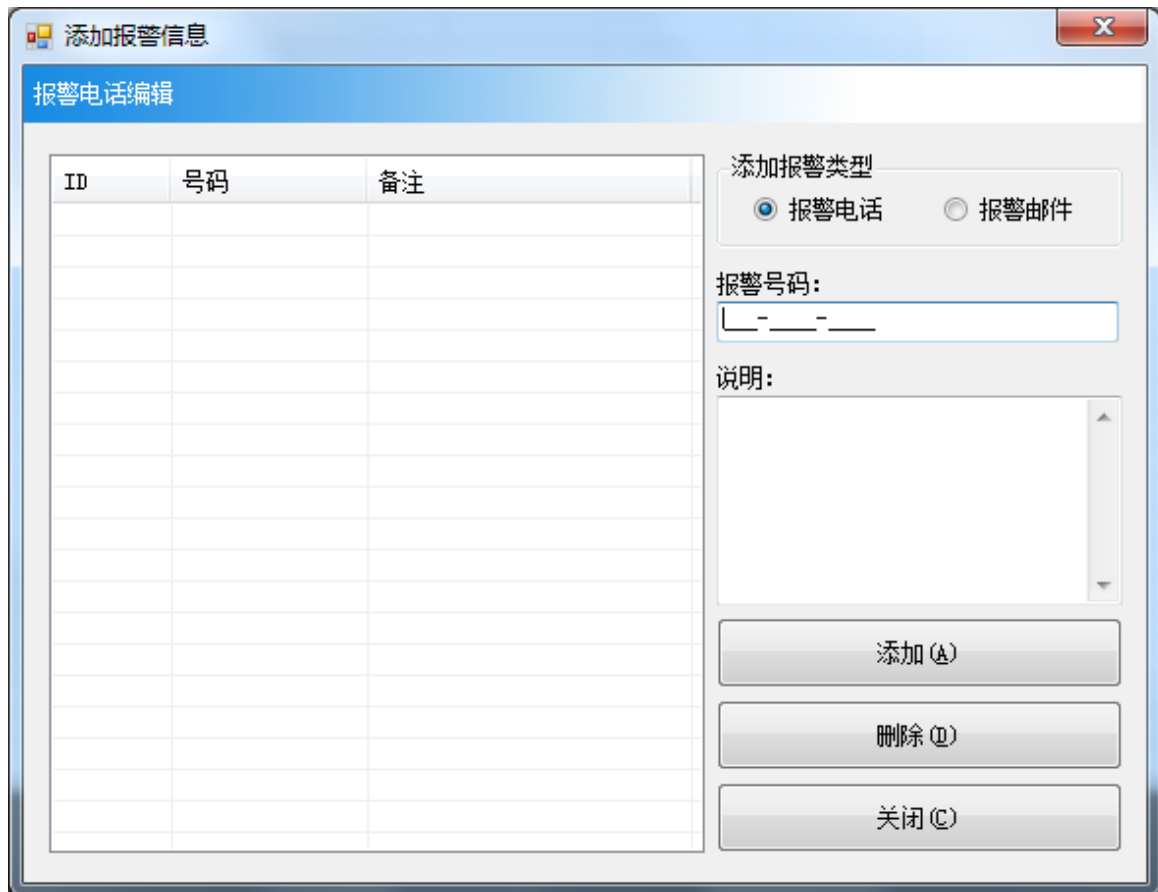 添加报警信息
报警电话编辑
ID 号码 备注
添加报警类型
报警电话 报警邮件
报警号码:
___-____-____
说明:
添加(A)
删除(D)
关闭(C)